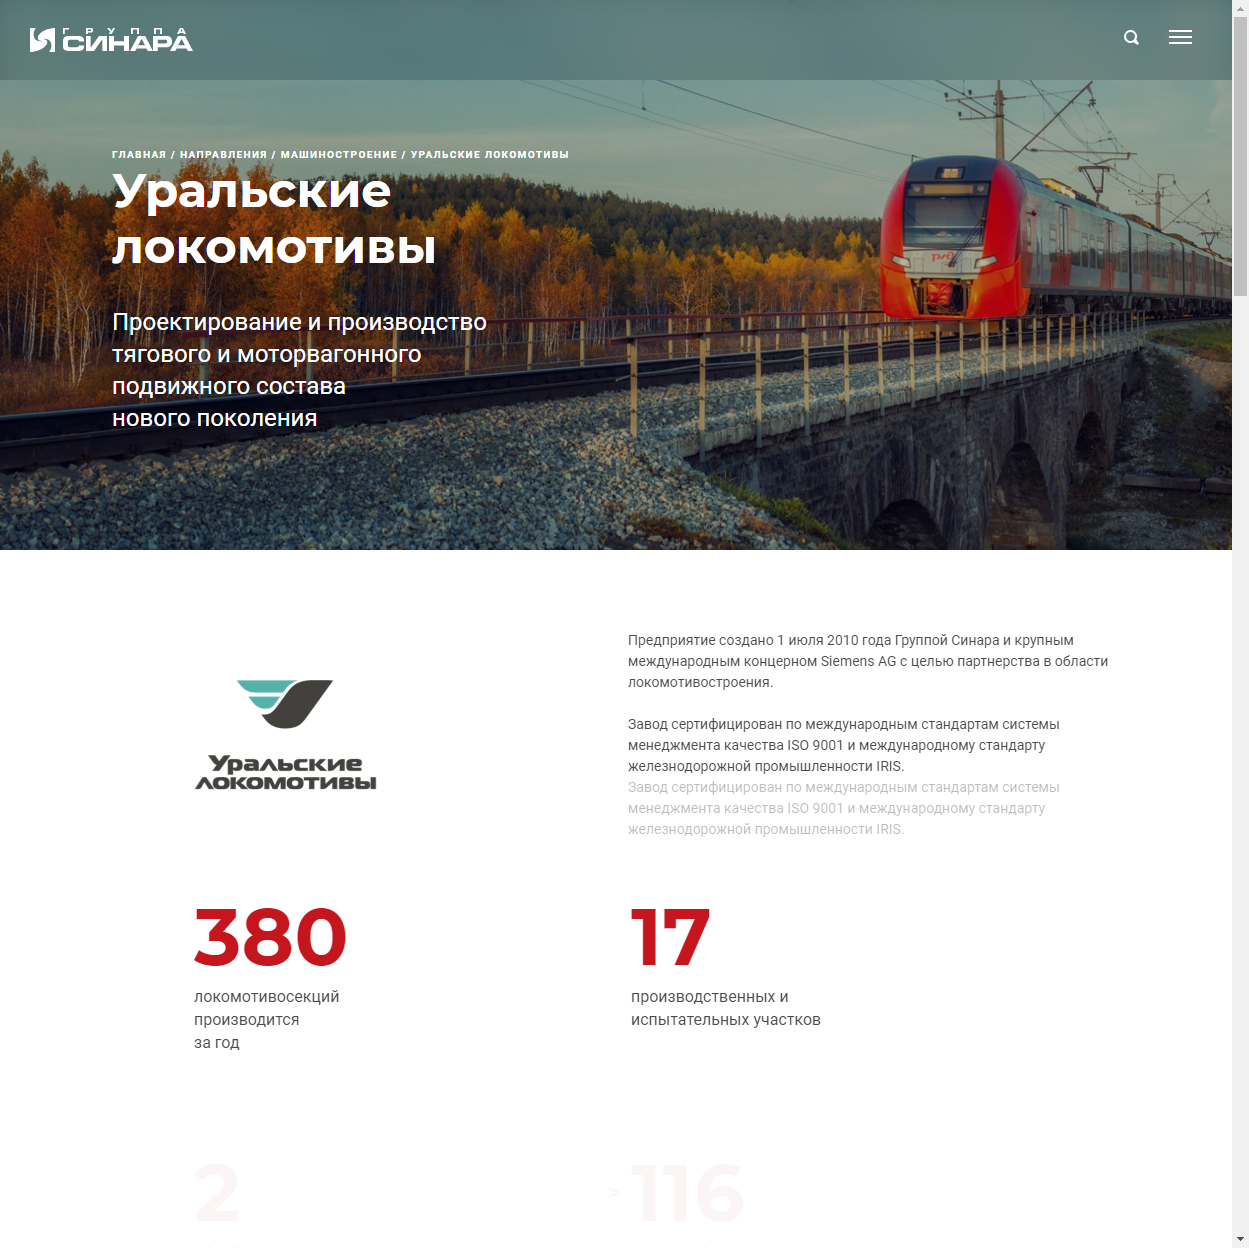 ГРУППА
СИНАРА
ГЛАВНАЯ / НАПРАВЛЕНИЯ / МАШИНОСТРОЕНИЕ / УРАЛЬСКИЕ ЛОКОМОТИВЫ
Уральские
локомотивы
Проектирование и производство
тягового и моторвагонного
подвижного состава
нового поколения
РЖД
Предприятие создано 1 июля 2010 года Группой Синара и крупным
международным концерном Siemens AG с целью партнерства в области
локомотивостроения.
Завод сертифицирован по международным стандартам системы
менеджмента качества ISO 9001 и международному стандарту
железнодорожной промышленности IRIS.
Завод сертифицирован по международным стандартам системы
менеджмента качества ISO 9001 и международному стандарту
железнодорожной промышленности IRIS.
Уральские
локомотивы
380
локомотивосекций
производится
за год
17
производственных и
испытательных участков
2
> 116